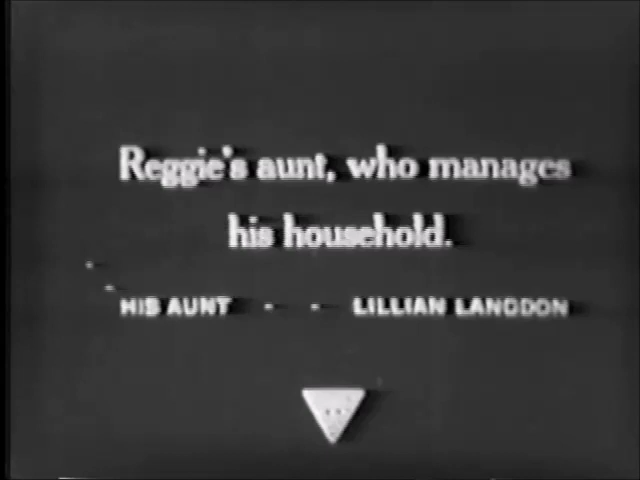 Reggie's aunt, who manages
his household.
HIS AUNT - - LILLIAN LANGDON